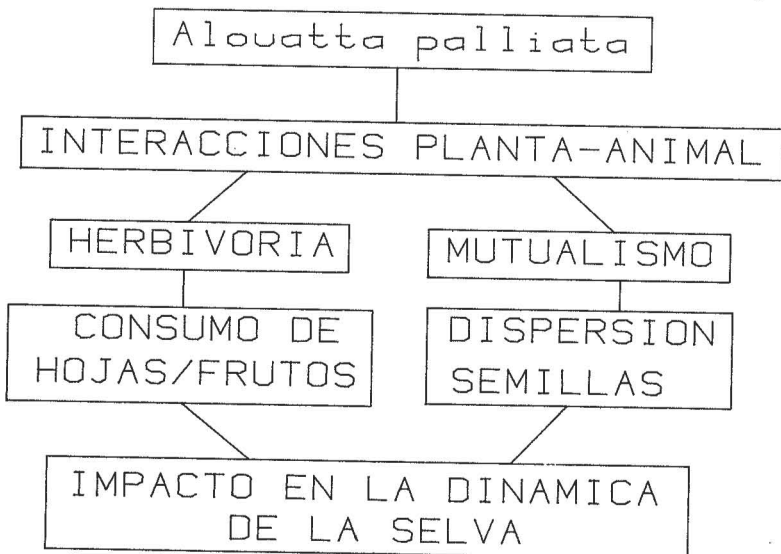 Alouatta palliata
INTERACCIONES PLANTA-ANIMAL
HERBIVORIA
MUTUALISMO
CONSUMO DE
HOJAS/FRUTOS
DISPERSION
SEMILLAS
IMPACTO EN LA DINAMICA
DE LA SELVA